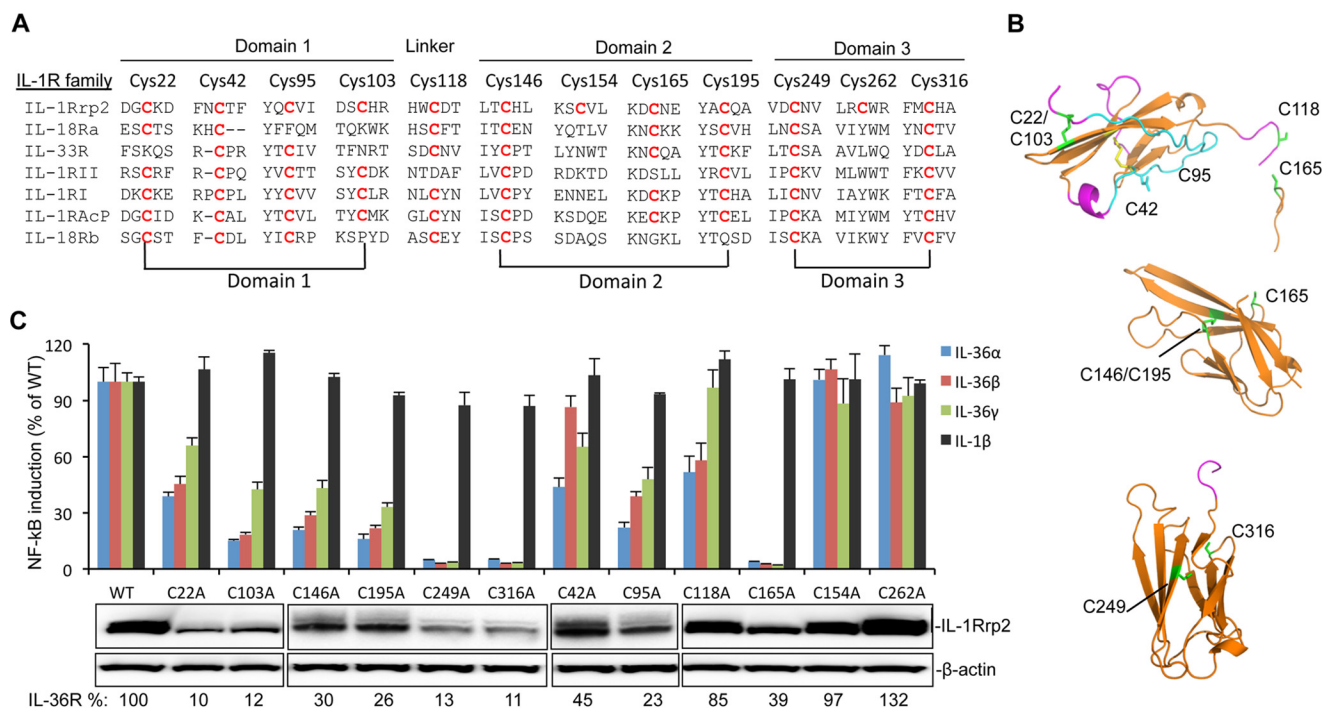 A
Domain 1 Linker Domain 2 Domain 3
IL-1R family Cys22 Cys42 Cys95 Cys103 Cys118 Cys146 Cys154 Cys165 Cys195 Cys249 Cys262 Cys316
IL-1Rrp2 DGCKD FNCTF YQCVI DSCHR HWCDT LTCHL KSCVL KDCNEY YACQA VDCNV LRCWR FMCHA
IL-18Ra ESCTS KHC-- YFFQM TQKWK HSCFT ITCEN YQTLV KNCKK SSCVH LNCSA VIYWM YNCTV
IL-33R FSKQS R-CPR YTCVT TFNRT SDCNV IYCPT LYNWT KNCQA YTCKF LTCSA AVLWQ YDCLA
IL-1RII RSCRF R-CPQ YVCTT SYCDK NTDAF LVCPD RDKTD SLLLY YRCVL IPCKV MLWWT FKCVV
IL-1RI DKCKE RPCPL YYCVV SSYCLR NLCYN LVCPY ENNEL KDCKP YTCHA LNCNV IAYWK FTCFA
IL-1RAcP DGCID K-CAL YTCVL TYCMK GLCYN ISCPD KSDQE KECKP YTCEL IPCKA MIYWM YTCHV
IL-18Rb SGCST F-CDL YICRP KSPYD ASCEY ISCPS SDAQS KNGKL YTQSD ISCKA VIKWY FVCFV
Domain 1 Domain 2 Domain 3
B
C22/
C103
C118
C165
C95
C42
C165
C146/C195
C316
C249
C
NF-kB induction (% of WT)
120
90
60
30
0
IL-36α
IL-36β
IL-36γ
IL-1β
WT C22A C103A C146A C195A C249A C316A C42A C95A C118A C165A C154A C262A
-IL-1Rrp2
-β-actin
IL-36R %: 100 10 12 30 26 13 11 45 23 85 39 97 132